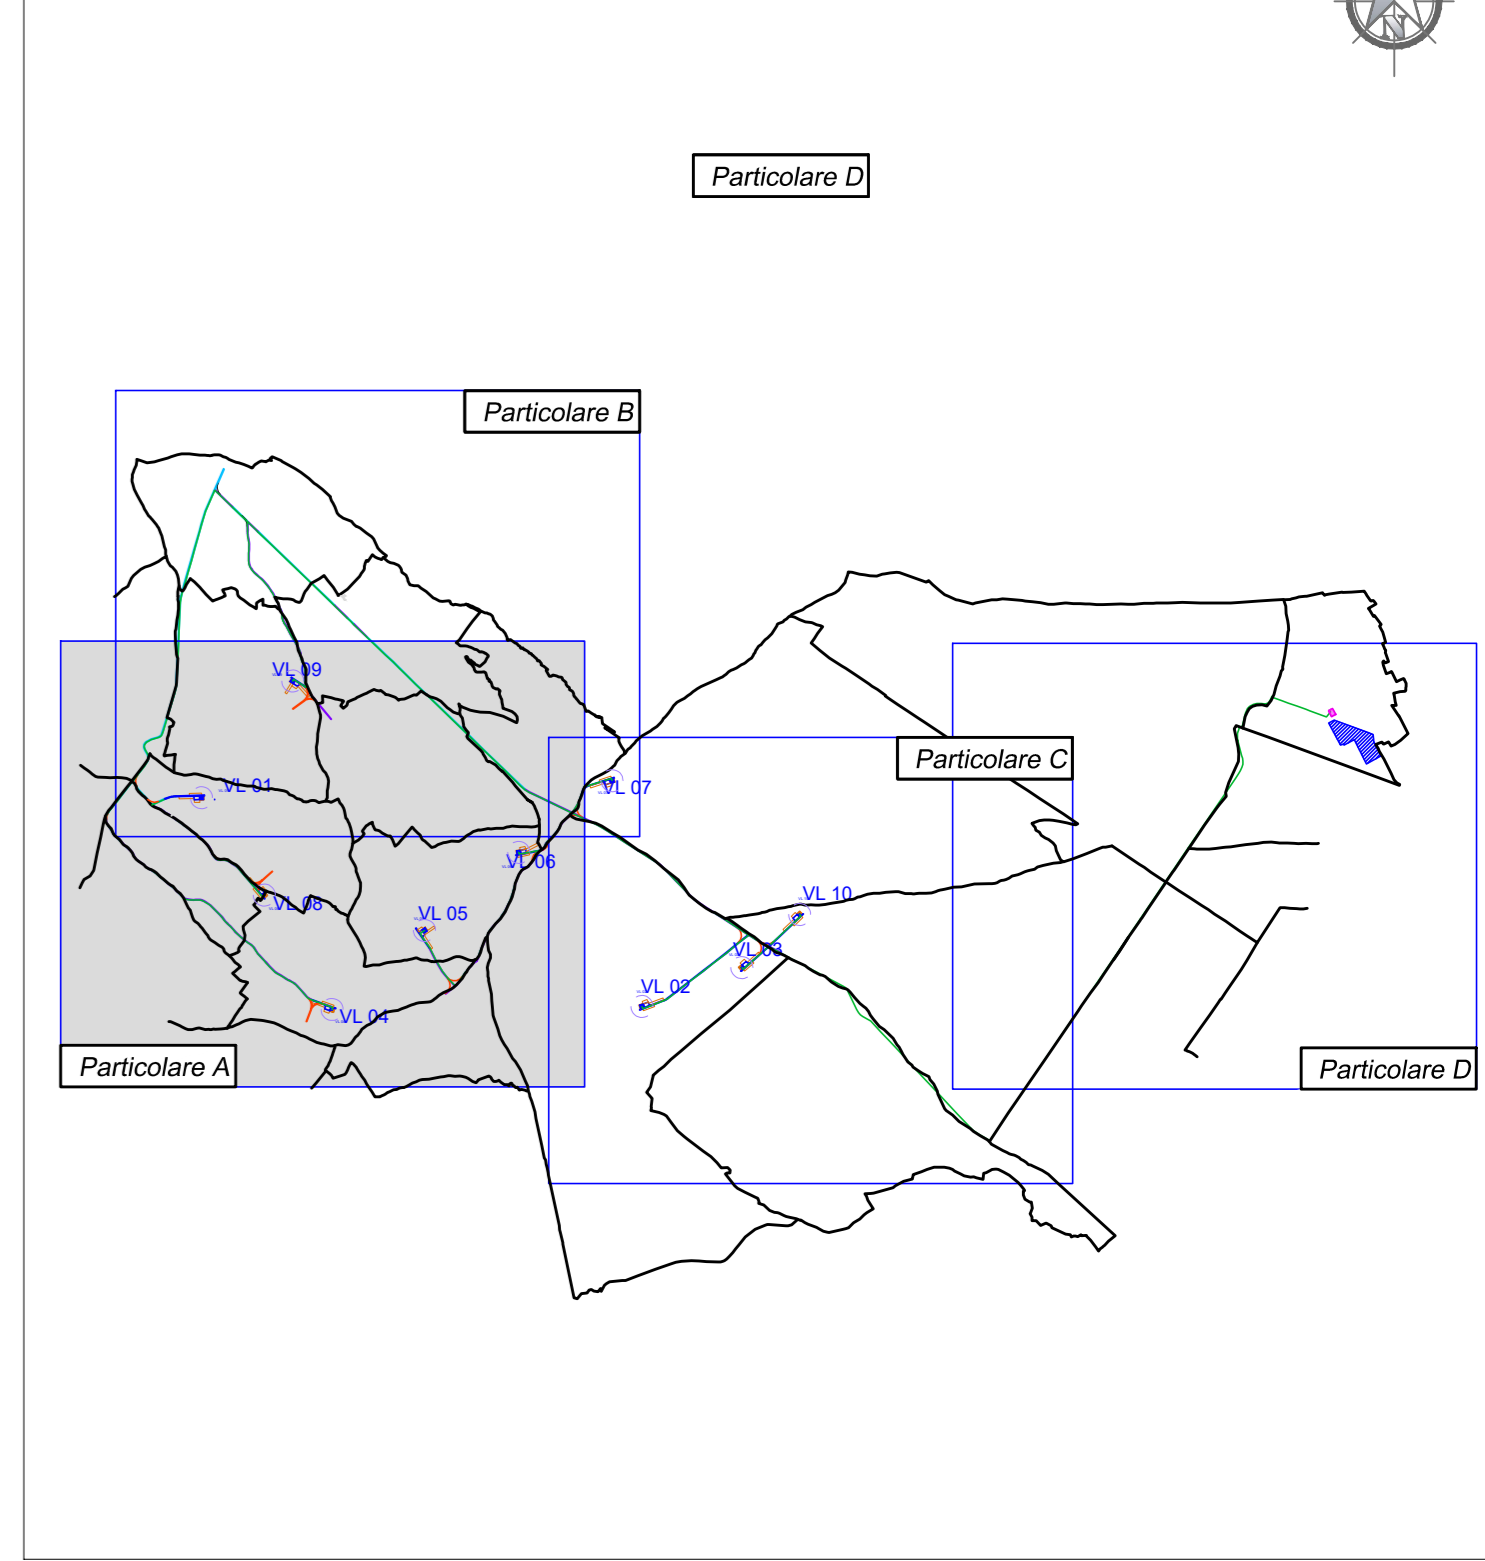 N
Particolare D
Particolare B
VL 09
Particolare C
VL 01
VL 07
VL 06
VL 10
VL 08
VL 05
VL 03
VL 02
VL 04
Particolare A
Particolare D